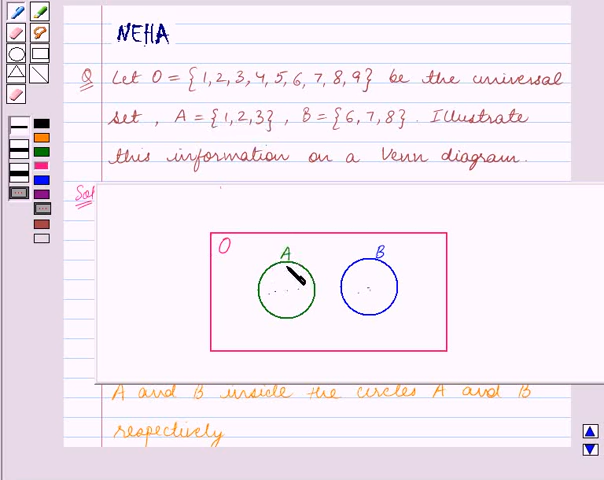 NEHA
Q Let O = {1, 2, 3, 4, 5, 6, 7, 8, 9} be the universal
set, A = {1, 2, 3}, B = {6, 7, 8}. Illustrate
this information on a Venn diagram.
Sol
O
A
B
A and B inside the circles A and B
respectively